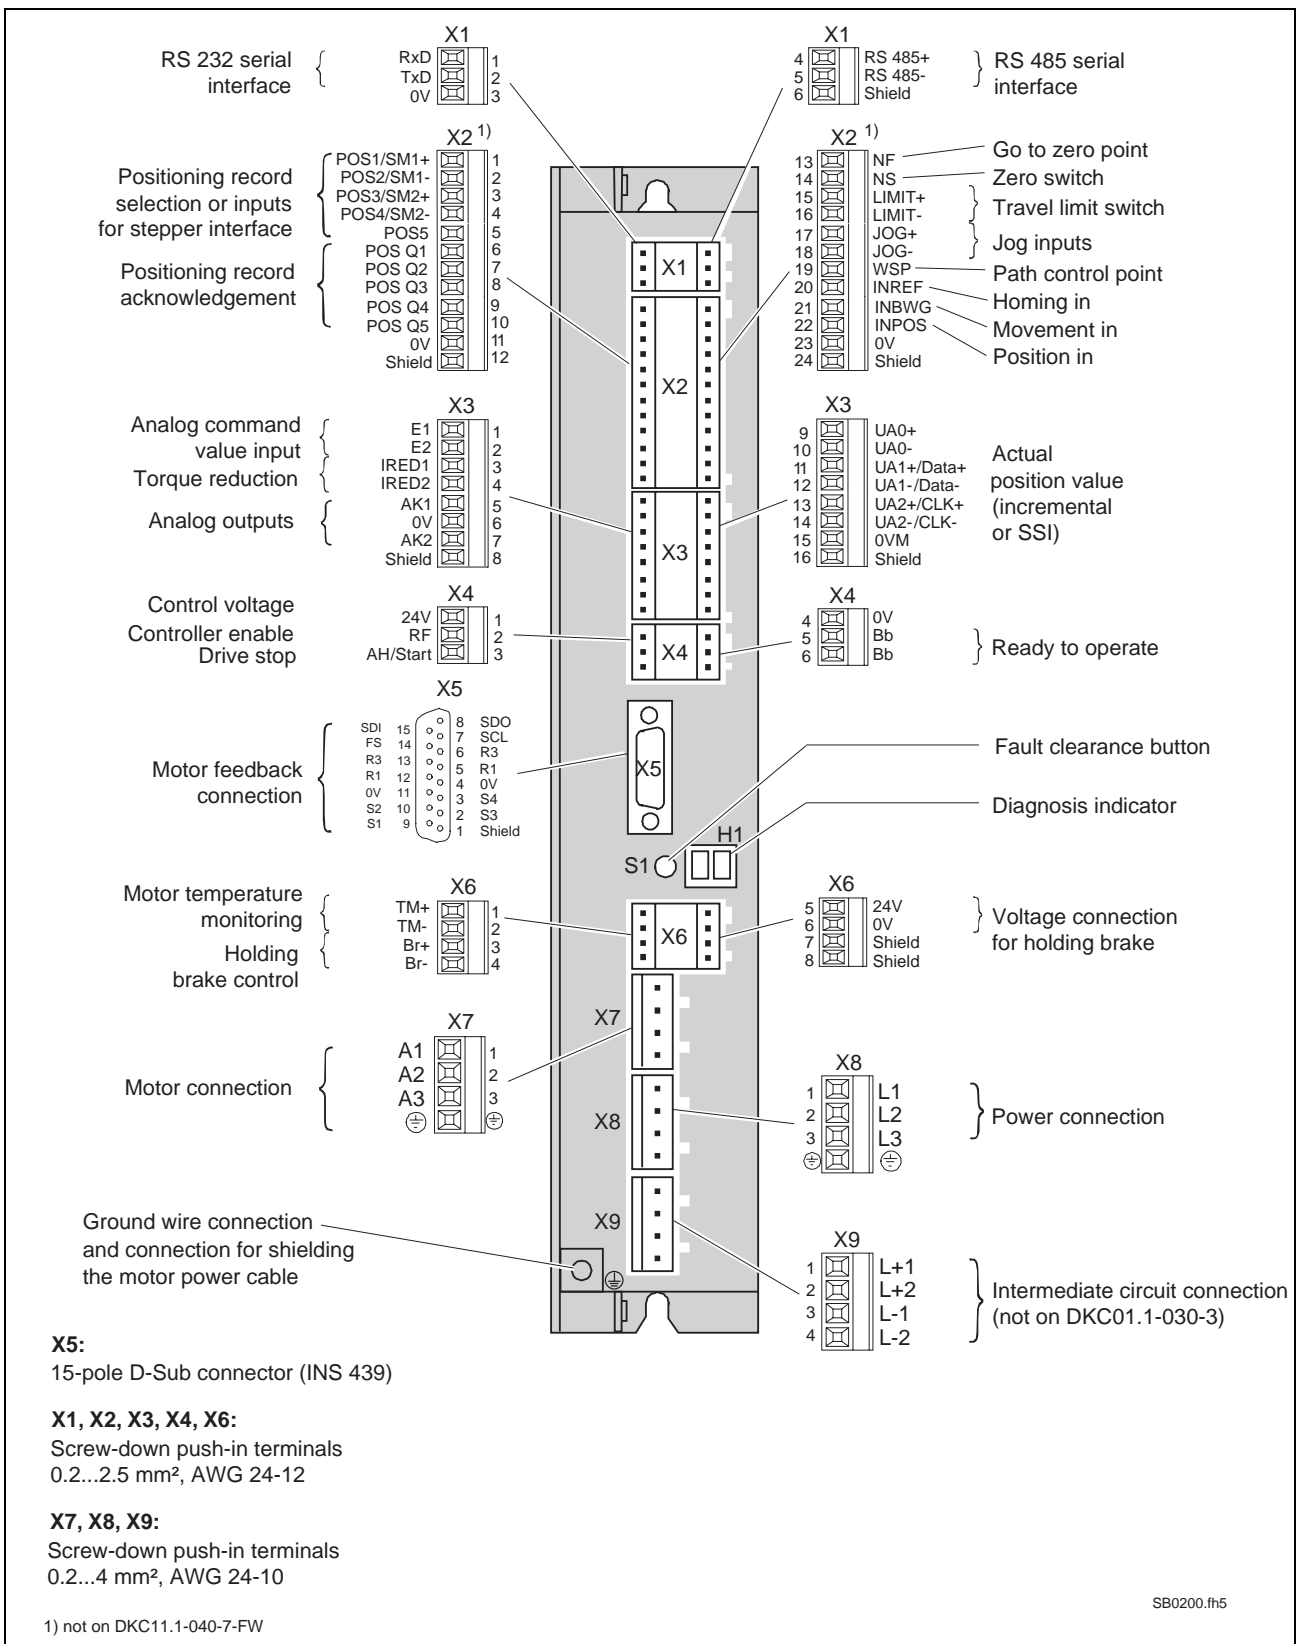 X1
RS 232 serial
interface
RxD 1
TxD 2
0V 3
X1
4 RS 485+
5 RS 485-
6 Shield
RS 485 serial
interface
X2 1)
Positioning record
selection or inputs
for stepper interface
Positioning record
acknowledgement
POS1/SM1+ 1
POS2/SM1- 2
POS3/SM2+ 3
POS4/SM2- 4
POS5 5
POS Q1 6
POS Q2 7
POS Q3 8
POS Q4 9
POS Q5 10
0V 11
Shield 12
X2 1)
13 NF
14 NS
15 LIMIT+
16 LIMIT-
17 JOG+
18 JOG-
19 WSP
20 INREF
21 INBWG
22 INPOS
23 0V
24 Shield
Go to zero point
Zero switch
Travel limit switch
Jog inputs
Path control point
Homing in
Movement in
Position in
X3
Analog command
value input
Torque reduction
Analog outputs
E1 1
E2 2
IRED1 3
IRED2 4
AK1 5
0V 6
AK2 7
Shield 8
X3
9 UA0+
10 UA0-
11 UA1+/Data+
12 UA1-/Data-
13 UA2+/CLK+
14 UA2-/CLK-
15 0VM
16 Shield
Actual
position value
(incremental
or SSI)
X4
Control voltage
Controller enable
Drive stop
24V 1
RF 2
AH/Start 3
X4
4 0V
5 Bb
6 Bb
Ready to operate
X5
Motor feedback
connection
SDI 15
FS 14
R3 13
R1 12
0V 11
S2 10
S1 9
8 SDO
7 SCL
6 R3
5 R1
4 0V
3 S4
2 S3
1 Shield
Fault clearance button
Diagnosis indicator
X6
Motor temperature
monitoring
Holding
brake control
TM+ 1
TM- 2
Br+ 3
Br- 4
X6
5 24V
6 0V
7 Shield
8 Shield
Voltage connection
for holding brake
X7
Motor connection
A1 1
A2 2
A3 3
X8
1 L1
2 L2
3 L3
Power connection
Ground wire connection
and connection for shielding
the motor power cable
X9
1 L+1
2 L+2
3 L-1
4 L-2
Intermediate circuit connection
(not on DKC01.1-030-3)
X1
X2
X3
X4
X5
H1
S1
X6
X7
X8
X9
X5:
15-pole D-Sub connector (INS 439)
X1, X2, X3, X4, X6:
Screw-down push-in terminals
0.2...2.5 mm², AWG 24-12
X7, X8, X9:
Screw-down push-in terminals
0.2...4 mm², AWG 24-10
1) not on DKC11.1-040-7-FW
SB0200.fh5